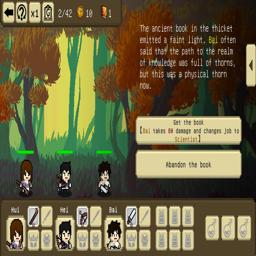 x1 2/42 10 1
The ancient book in the thicket
emitted a faint light. Bai often
said that the path to the realm
of knowledge was full of thorns,
but this was a physical thorn
now.
Get the book
【Bai takes 80 damage and changes job to
Scientist】
Abandon the book
Hui Hei Bai